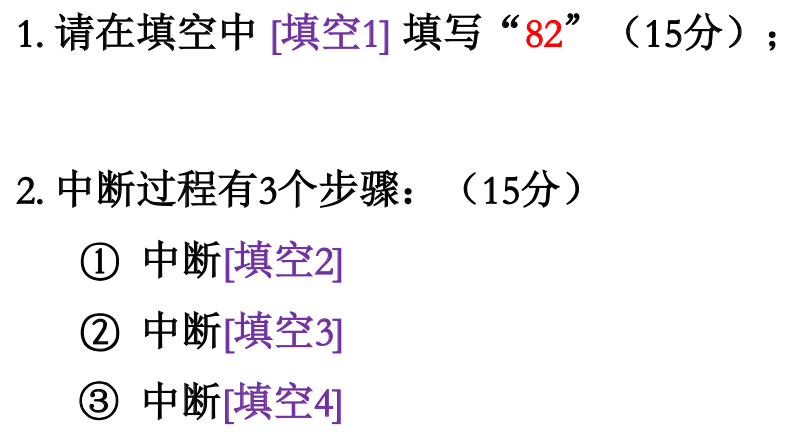 1. 请在填空中 [填空1] 填写“82”（15分）；
2. 中断过程有3个步骤：（15分）
① 中断[填空2]
② 中断[填空3]
③ 中断[填空4]